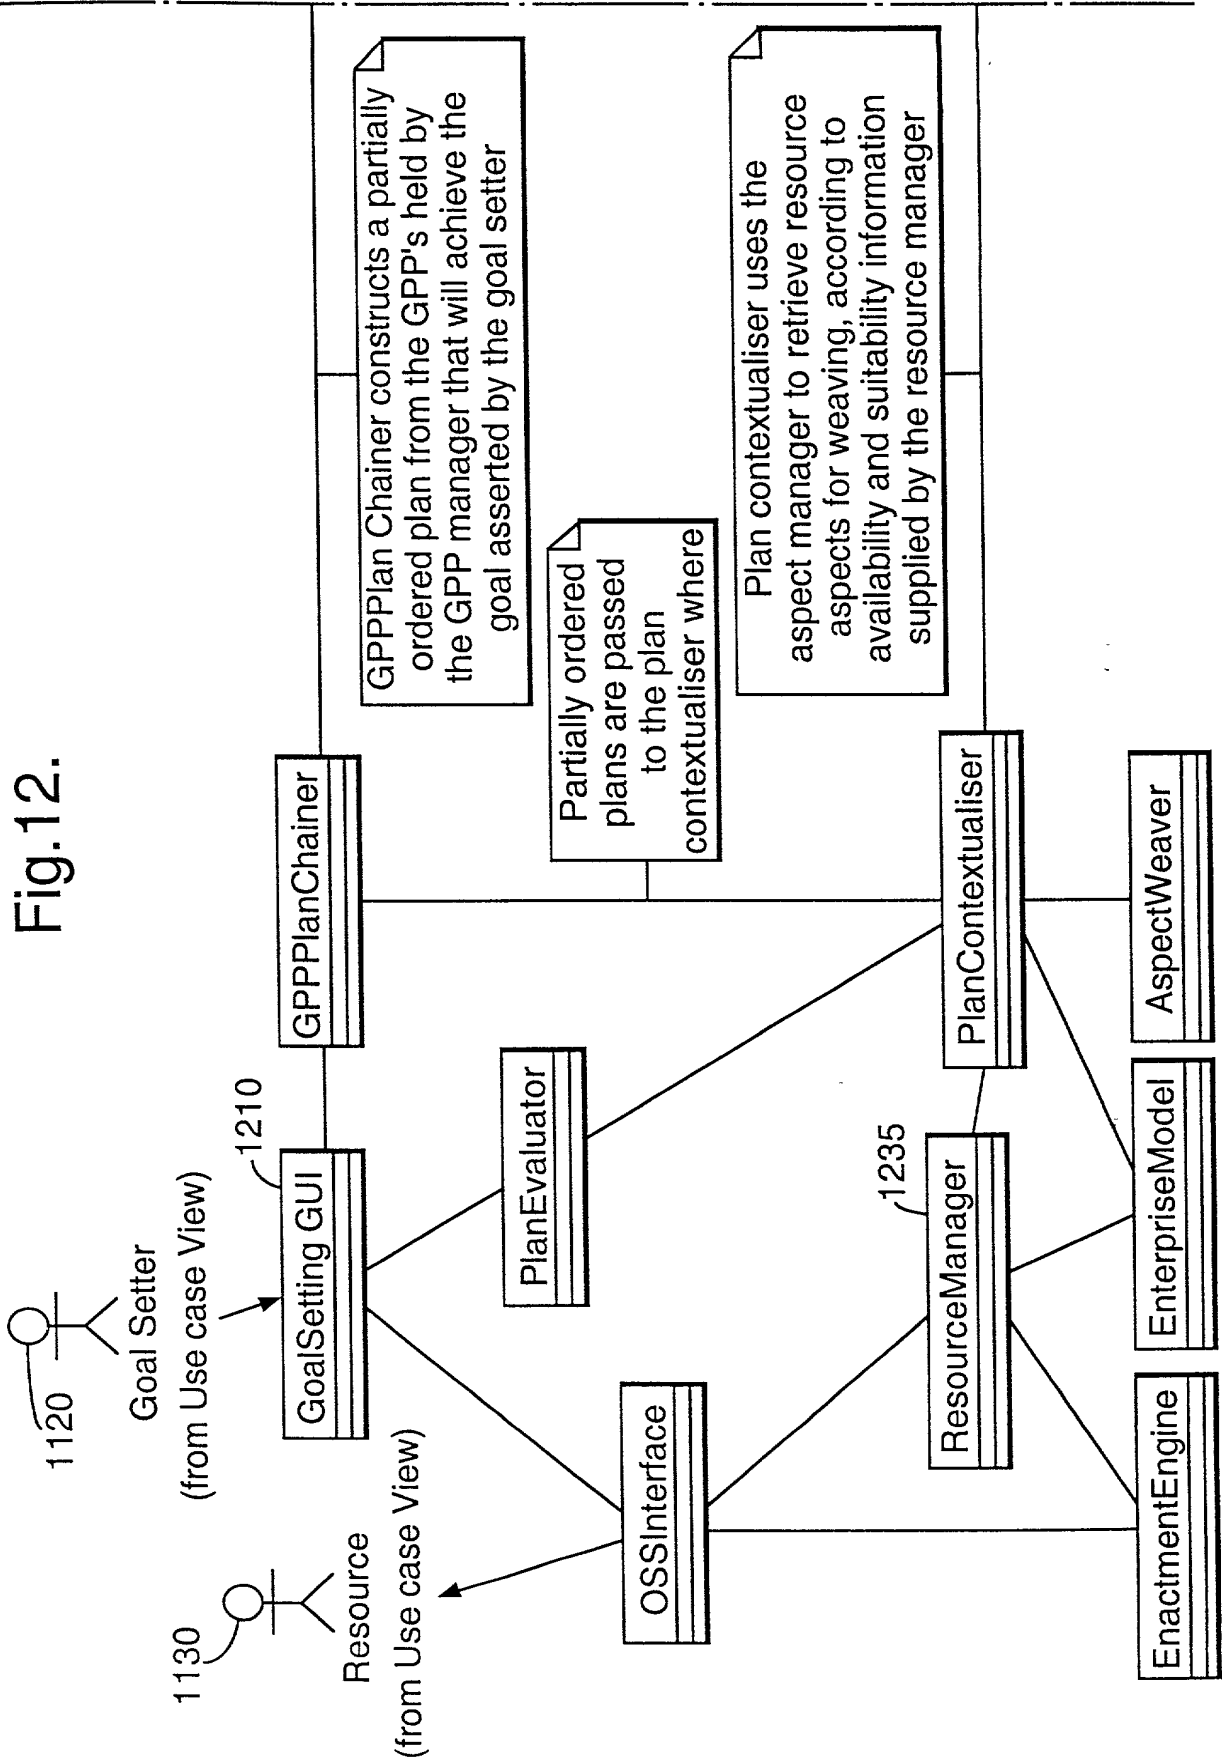 Fig.12.
1120
Goal Setter
(from Use case View)
1130
Resource
(from Use case View)
1210
GoalSetting GUI
GPPPlanChainer
GPPPlan Chainer constructs a partially
ordered plan from the GPP's held by
the GPP manager that will achieve the
goal asserted by the goal setter
PlanEvaluator
Partially ordered
plans are passed
to the plan
contextualiser where
OSSInterface
Plan contextualiser uses the
aspect manager to retrieve resource
aspects for weaving, according to
availability and suitability information
supplied by the resource manager
1235
ResourceManager
PlanContextualiser
EnactmentEngine
EnterpriseModel
AspectWeaver